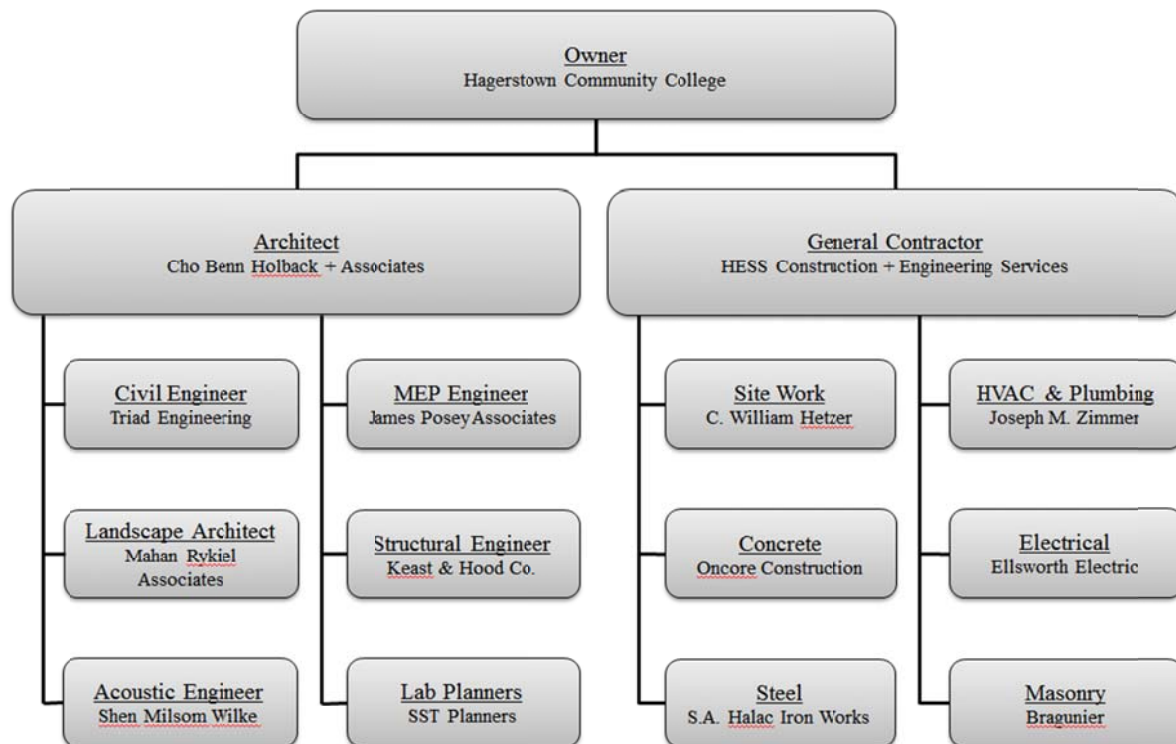 Owner
Hagerstown Community College
Architect
Cho Benn Holback + Associates
General Contractor
HESS Construction + Engineering Services
Civil Engineer
Triad Engineering
MEP Engineer
James Posey Associates
Site Work
C. William Hetzer
HVAC & Plumbing
Joseph M. Zimmer
Landscape Architect
Mahan Rykiel
Associates
Structural Engineer
Keast & Hood Co.
Concrete
Oncore Construction
Electrical
Ellsworth Electric
Acoustic Engineer
Shen Milsom Wilke
Lab Planners
SST Planners
Steel
S.A. Halac Iron Works
Masonry
Bragunier